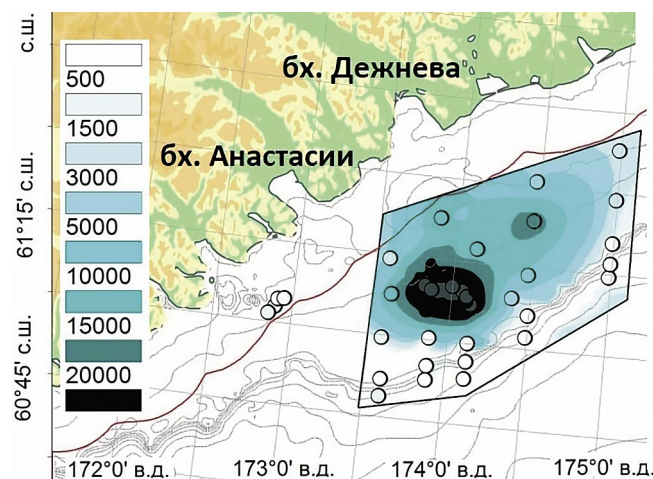 с.ш.
бх. Дежнева
500
1500
бх. Анастасии
3000
61°15' с.ш.
5000
10000
15000
20000
60°45' с.ш.
172°0' в.д.
173°0' в.д.
174°0' в.д.
175°0' в.д.